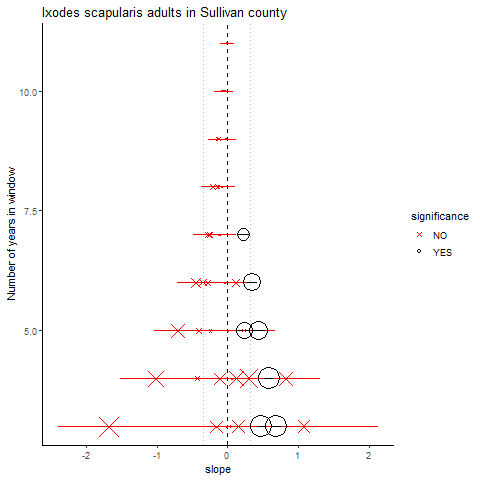 Ixodes scapularis adults in Sullivan county
Number of years in window
10.0
7.5
5.0
-2
-1
0
1
2
slope
significance
NO
YES